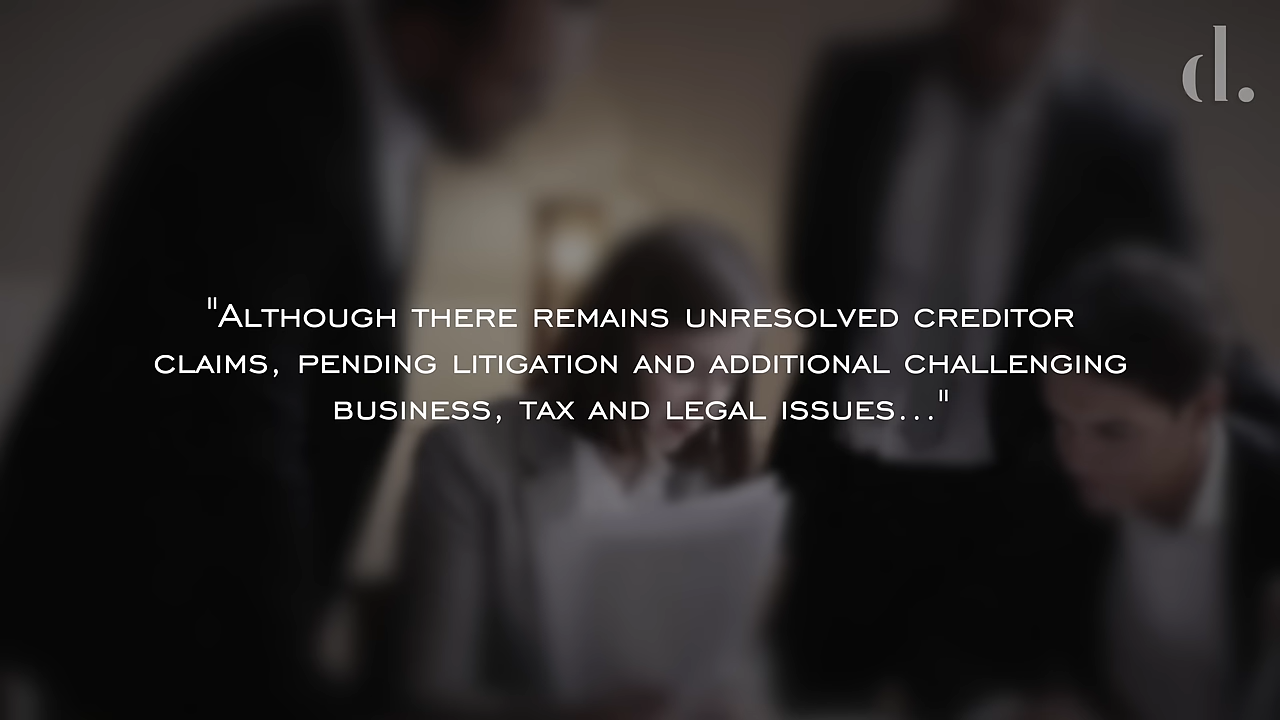 d.
"Although there remains unresolved creditor
claims, pending litigation and additional challenging
business, tax and legal issues..."